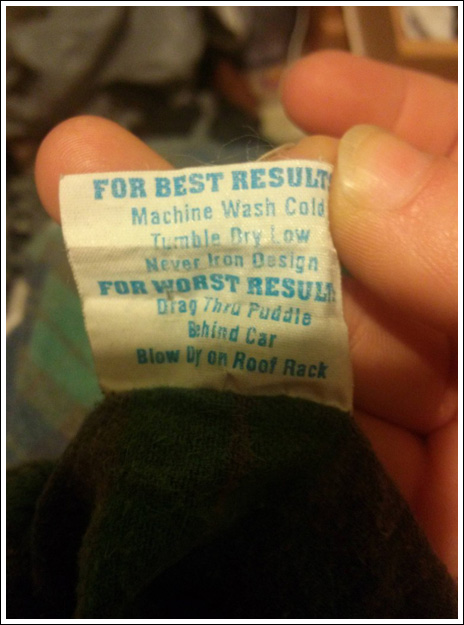 FOR BEST RESULTS
Machine Wash Cold
Tumble Dry Low
Never Iron Design
FOR WORST RESULT
Drag Thru Puddle
Behind Car
Blow Dry on Roof Rack